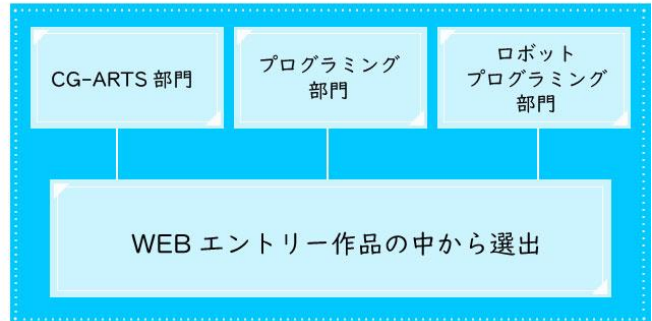 CG-ARTS 部門
プログラミング
部門
ロボット
プログラミング
部門
WEB エントリー作品の中から選出